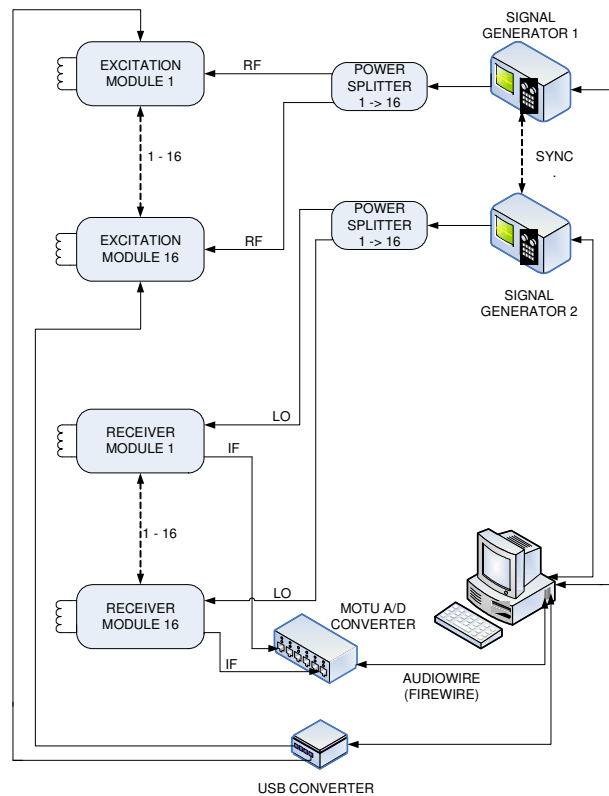 SIGNAL
GENERATOR 1
EXCITATION
MODULE 1
RF
POWER
SPLITTER
1 -> 16
1 - 16
SYNC
.
EXCITATION
MODULE 16
RF
POWER
SPLITTER
1 -> 16
SIGNAL
GENERATOR 2
RECEIVER
MODULE 1
LO
IF
1 - 16
RECEIVER
MODULE 16
LO
IF
MOTU A/D
CONVERTER
AUDIOWIRE
(FIREWIRE)
USB CONVERTER